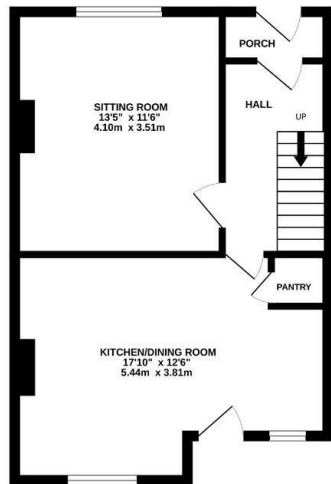 PORCH
SITTING ROOM
13'5" x 11'6"
4.10m x 3.51m
HALL
UP
PANTRY
KITCHEN/DINING ROOM
17'10" x 12'6"
5.44m x 3.81m